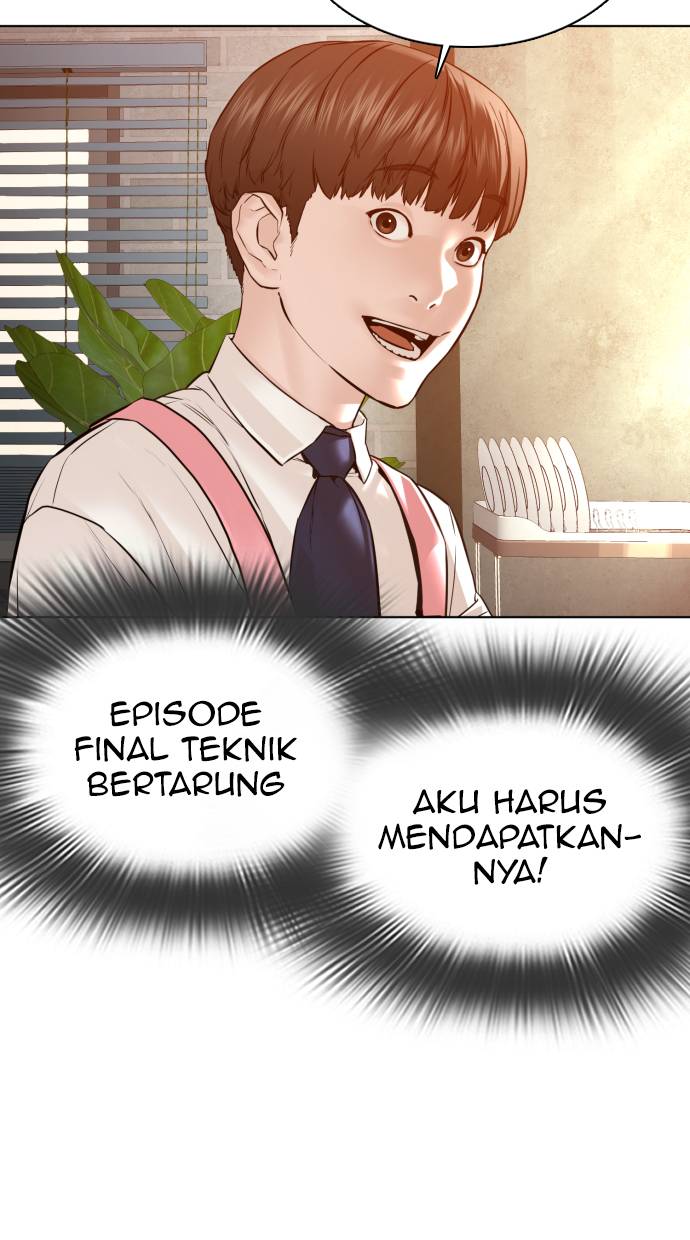 EPISODE
FINAL TEKNIK
BERTARUNG
AKU HARUS
MENDAPATKAN-
NYA!